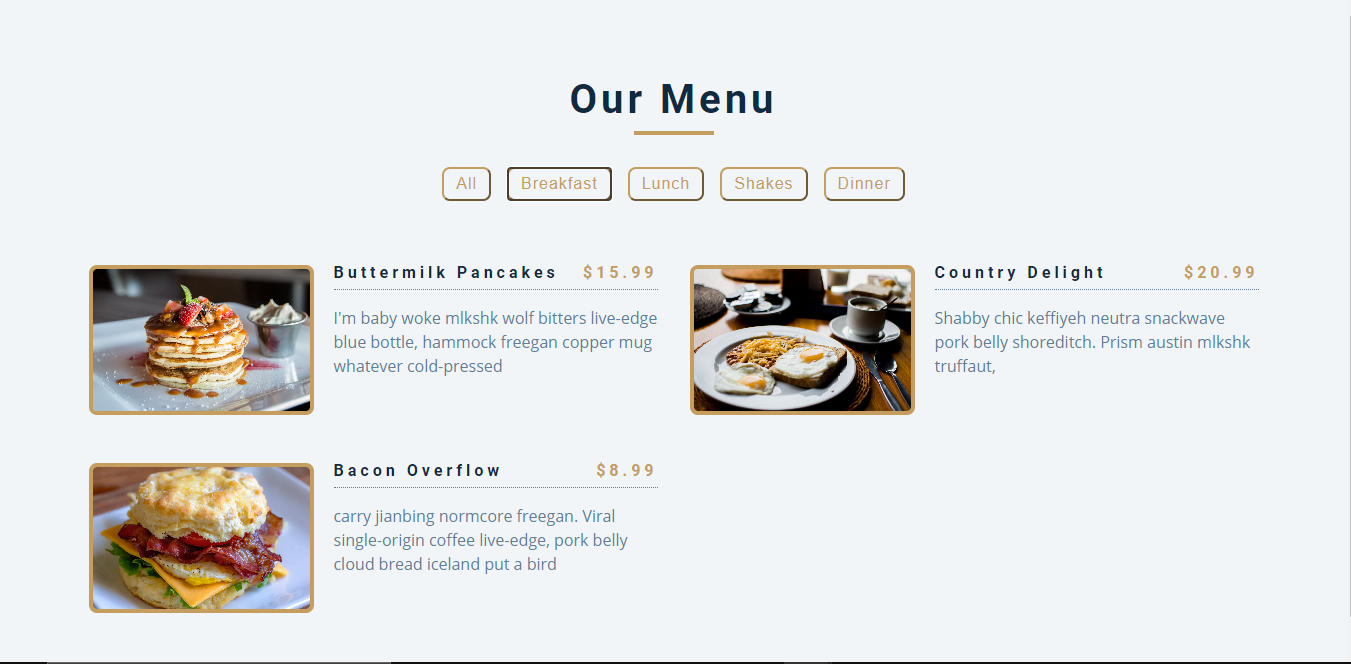 Our Menu
All Breakfast Lunch Shakes Dinner
Buttermilk Pancakes $15.99
I'm baby woke mlkshk wolf bitters live-edge
blue bottle, hammock freegan copper mug
whatever cold-pressed
Country Delight $20.99
Shabby chic keffiyeh neutra snackwave
pork belly shoreditch. Prism austin mlkshk
truffaut,
Bacon Overflow $8.99
carry jianbing normcore freegan. Viral
single-origin coffee live-edge, pork belly
cloud bread iceland put a bird